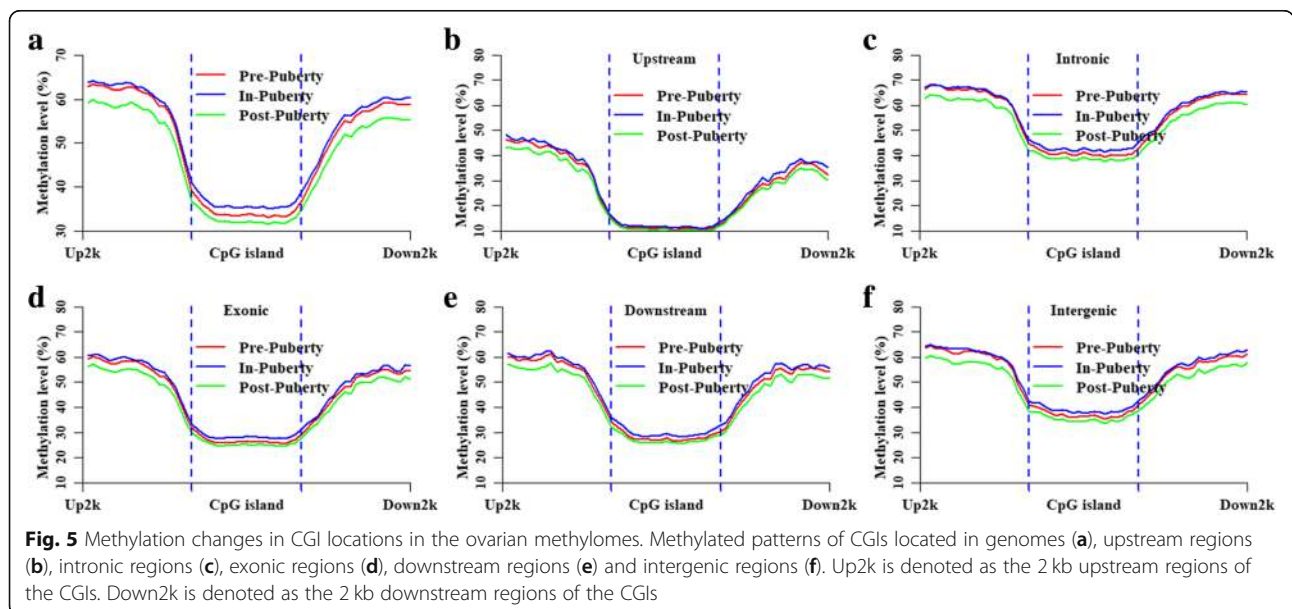 a
70
60
50
40
30
Methylation level (%)
Pre-Puberty
In-Puberty
Post-Puberty
Up2k CpG island Down2k
b
80
70
60
50
40
30
20
10
Methylation level (%)
Upstream
Pre-Puberty
In-Puberty
Post-Puberty
Up2k CpG island Down2k
c
80
70
60
50
40
30
20
10
Methylation level (%)
Intronic
Pre-Puberty
In-Puberty
Post-Puberty
Up2k CpG island Down2k
d
80
70
60
50
40
30
20
10
Methylation level (%)
Exonic
Pre-Puberty
In-Puberty
Post-Puberty
Up2k CpG island Down2k
e
80
70
60
50
40
30
20
10
Methylation level (%)
Downstream
Pre-Puberty
In-Puberty
Post-Puberty
Up2k CpG island Down2k
f
80
70
60
50
40
30
20
10
Methylation level (%)
Intergenic
Pre-Puberty
In-Puberty
Post-Puberty
Up2k CpG island Down2k
Fig. 5 Methylation changes in CGI locations in the ovarian methylomes. Methylated patterns of CGIs located in genomes (a), upstream regions
(b), intronic regions (c), exonic regions (d), downstream regions (e) and intergenic regions (f). Up2k is denoted as the 2 kb upstream regions of
the CGIs. Down2k is denoted as the 2 kb downstream regions of the CGIs